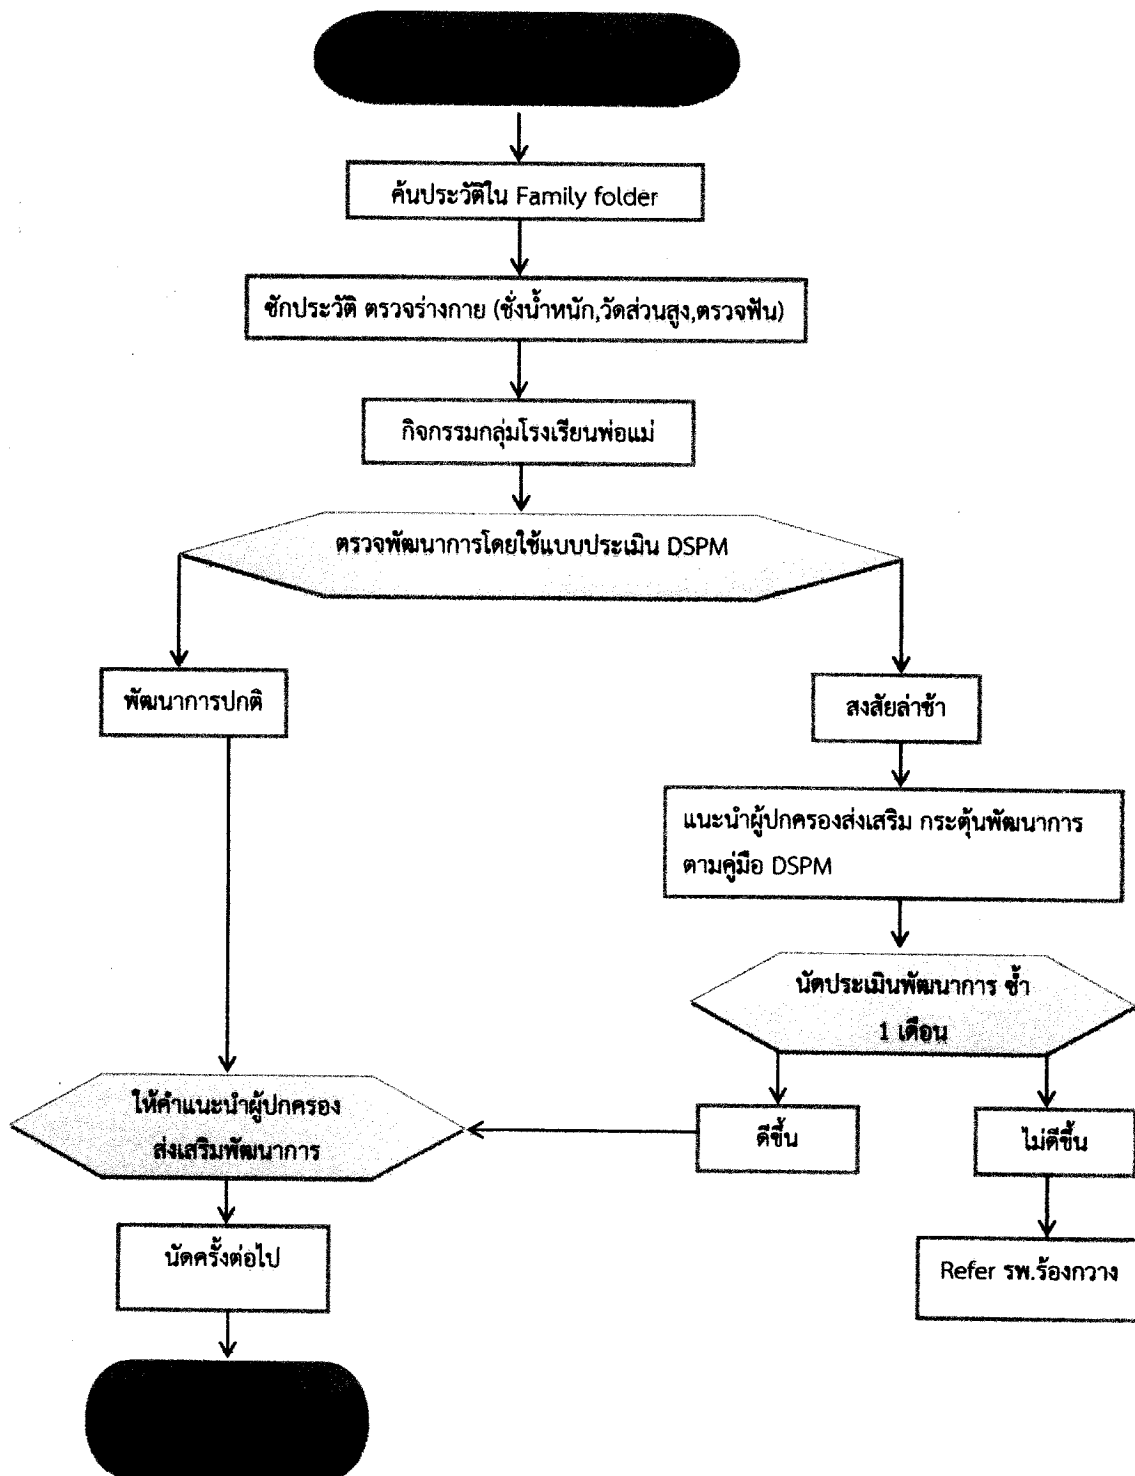 ค้นประวัติใน Family folder
ซักประวัติ ตรวจร่างกาย (ชั่งน้ำหนัก,วัดส่วนสูง,ตรวจฟัน)
กิจกรรมกลุ่มโรงเรียนพ่อแม่
ตรวจพัฒนาการโดยใช้แบบประเมิน DSPM
พัฒนาการปกติ
สงสัยล่าช้า
แนะนำผู้ปกครองส่งเสริม กระตุ้นพัฒนาการ
ตามคู่มือ DSPM
นัดประเมินพัฒนาการ ซ้ำ
1 เดือน
ให้คำแนะนำผู้ปกครอง
ส่งเสริมพัฒนาการ
ดีขึ้น
ไม่ดีขึ้น
นัดครั้งต่อไป
Refer รพ.ร้องกวาง